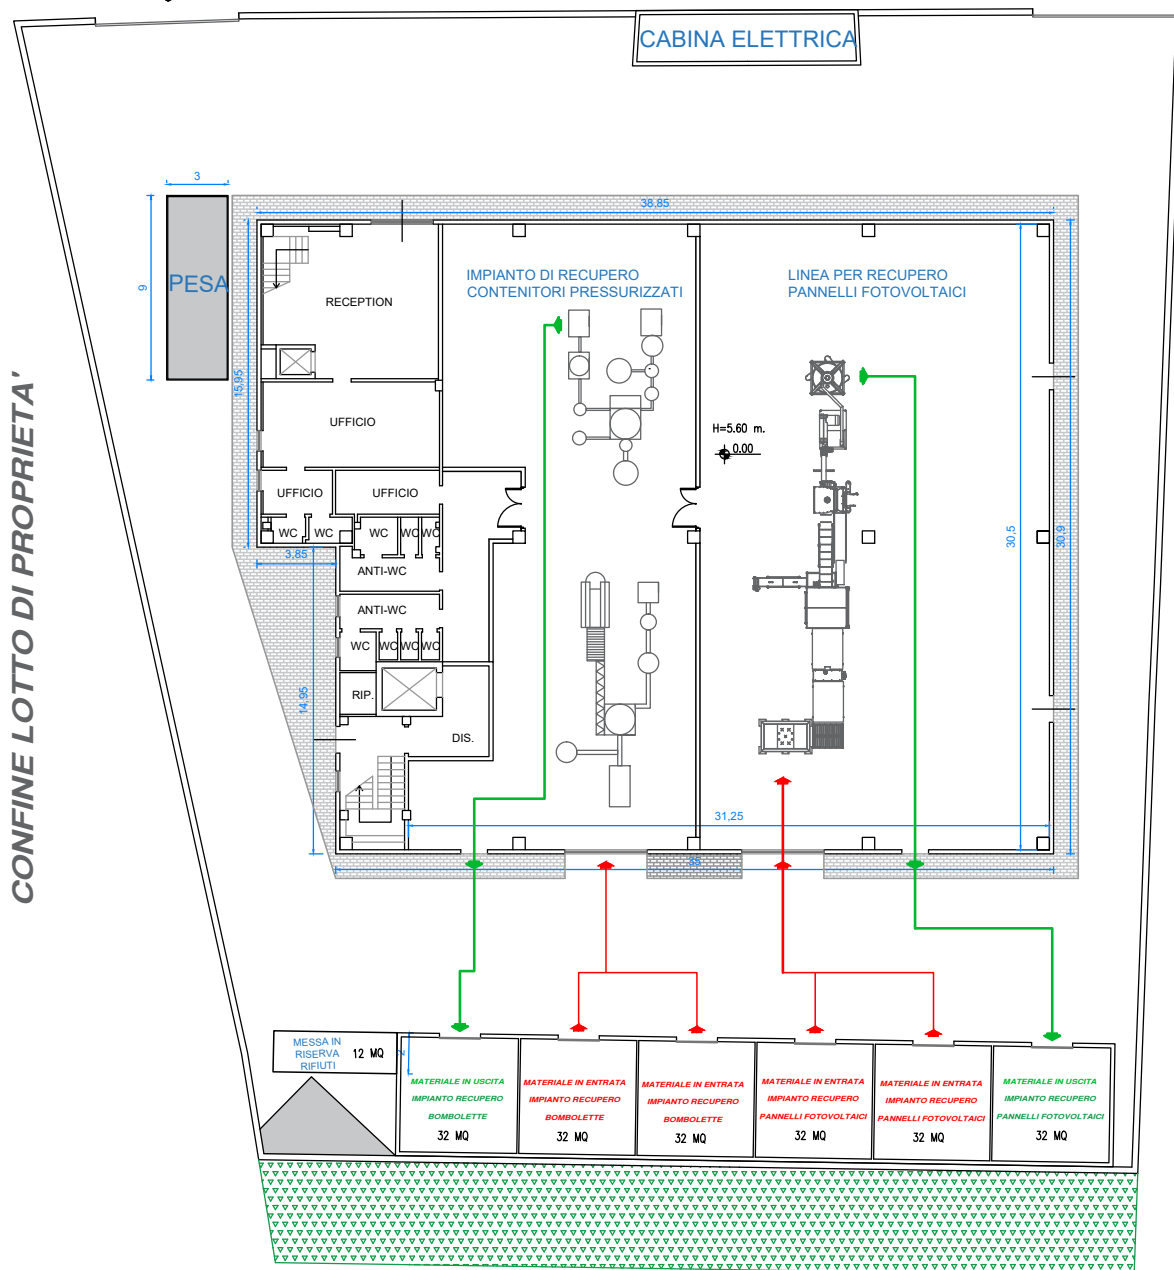 CABINA ELETTRICA
3
38,85
PESA
9
15,95
IMPIANTO DI RECUPERO
CONTENITORI PRESSURIZZATI
LINEA PER RECUPERO
PANNELLI FOTOVOLTAICI
RECEPTION
UFFICIO
H=5.60 m.
0.00
UFFICIO
UFFICIO
WC
WC
WC
WC
WC
30,5
30,9
3,85
ANTI-WC
ANTI-WC
WC
WC
WC
WC
RIP.
14,95
DIS.
31,25
35
CONFINE LOTTO DI PROPRIETA'
MESSA IN
RISERVA
RIFIUTI
12 MQ
2
MATERIALE IN USCITA
IMPIANTO RECUPERO
BOMBOLETTE
32 MQ
MATERIALE IN ENTRATA
IMPIANTO RECUPERO
BOMBOLETTE
32 MQ
MATERIALE IN ENTRATA
IMPIANTO RECUPERO
BOMBOLETTE
32 MQ
MATERIALE IN ENTRATA
IMPIANTO RECUPERO
PANNELLI FOTOVOLTAICI
32 MQ
MATERIALE IN ENTRATA
IMPIANTO RECUPERO
PANNELLI FOTOVOLTAICI
32 MQ
MATERIALE IN USCITA
IMPIANTO RECUPERO
PANNELLI FOTOVOLTAICI
32 MQ